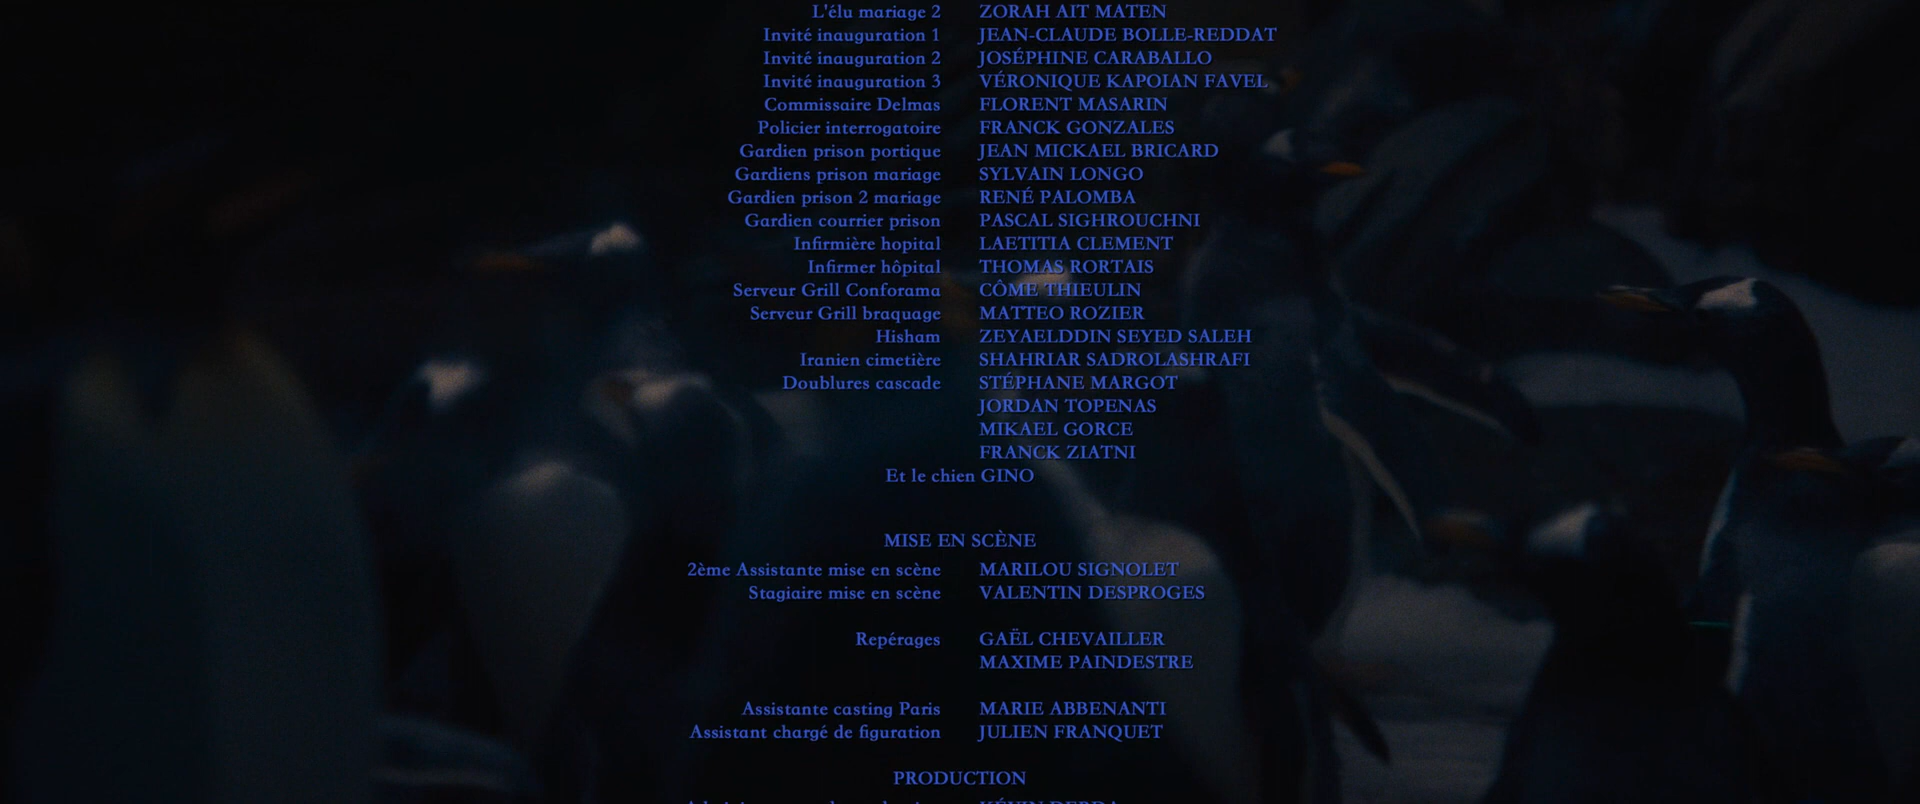 L'élu mariage 2 ZORAH AIT MATEN
Invité inauguration 1 JEAN-CLAUDE BOLLE-REDDAT
Invité inauguration 2 JOSÉPHINE CARABALLO
Invité inauguration 3 VÉRONIQUE KAPOIAN FAVEL
Commissaire Delmas FLORENT MASARIN
Policier interrogatoire FRANCK GONZALES
Gardien prison portique JEAN MICKAEL BRICARD
Gardiens prison mariage SYLVAIN LONGO
Gardien prison 2 mariage RENÉ PALOMBA
Gardien courrier prison PASCAL SIGHROUCHNI
Infirmière hopital LAETITIA CLEMENT
Infirmer hôpital THOMAS RORTAIS
Serveur Grill Conforama CÔME THIEULIN
Serveur Grill braquage MATTEO ROZIER
Hisham ZEYAELDDIN SEYED SALEH
Iranien cimetière SHAHRIAR SADROLASHRAFI
Doublures cascade STÉPHANE MARGOT
JORDAN TOPENAS
MIKAEL GORCE
FRANCK ZIATNI
Et le chien GINO
MISE EN SCÈNE
2ème Assistante mise en scène MARILOU SIGNOLET
Stagiaire mise en scène VALENTIN DESPROGES
Repérages GAËL CHEVAILLER
MAXIME PAINDESTRE
Assistante casting Paris MARIE ABBENANTI
Assistant chargé de figuration JULIEN FRANQUET
PRODUCTION